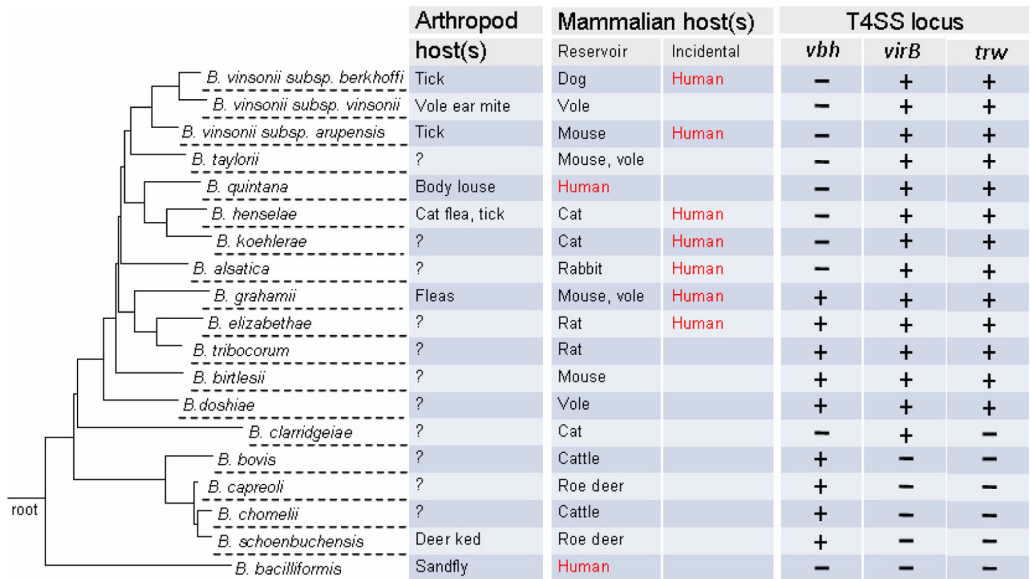 Arthropod host(s) Mammalian host(s) T4SS locus
Reservoir Incidental vbh virB trw
B. vinsonii subsp. berkhoffi Tick Dog Human − + +
B. vinsonii subsp. vinsonii Vole ear mite Vole − + +
B. vinsonii subsp. arupensis Tick Mouse Human − + +
B. taylorii ? Mouse, vole − + +
B. quintana Body louse Human − + +
B. henselae Cat flea, tick Cat Human − + +
B. koehlerae ? Cat Human − + +
B. alsatica ? Rabbit Human − + +
B. grahamii Fleas Mouse, vole Human + + +
B. elizabethae ? Rat Human + + +
B. tribocorum ? Rat + + +
B. birtlesii ? Mouse + + +
B.doshiae ? Vole + + +
B. clarridgeiae ? Cat − + −
B. bovis ? Cattle + − −
B. capreoli ? Roe deer + − −
root
B. chomelii ? Cattle + − −
B. schoenbuchensis Deer ked Roe deer + − −
B. bacilliformis Sandfly Human − − −